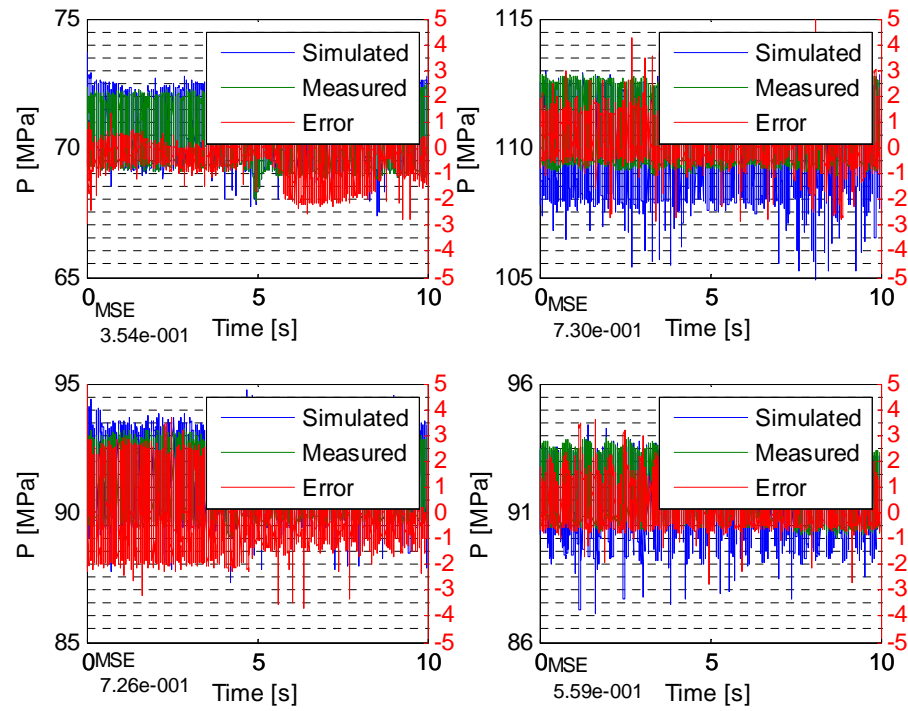 75
Simulated
Measured
Error
70
65
P [MPa]
5
4
3
2
1
0
-1
-2
-3
-4
-5
0
5
10
MSE
3.54e-001
Time [s]
115
Simulated
Measured
Error
110
105
P [MPa]
5
4
3
2
1
0
-1
-2
-3
-4
-5
0
5
10
MSE
7.30e-001
Time [s]
95
Simulated
Measured
Error
90
85
P [MPa]
5
4
3
2
1
0
-1
-2
-3
-4
-5
0
5
10
MSE
7.26e-001
Time [s]
96
Simulated
Measured
Error
91
86
P [MPa]
5
4
3
2
1
0
-1
-2
-3
-4
-5
0
5
10
MSE
5.59e-001
Time [s]